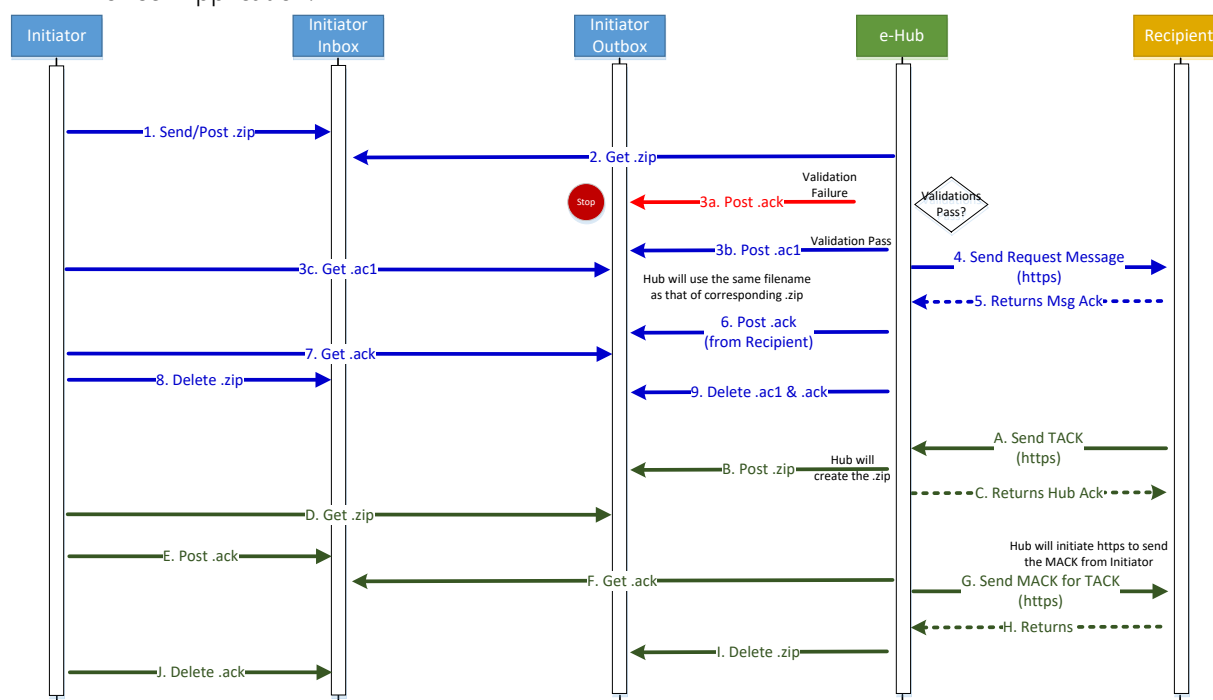 Initiator
Initiator
Inbox
Initiator
Outbox
e-Hub
Recipient
1. Send/Post .zip
2. Get .zip
Validation
Failure
Stop
3a. Post .ack
Validations
Pass?
3b. Post .ac1
Validation Pass
3c. Get .ac1
4. Send Request Message
(https)
Hub will use the same filename
as that of corresponding .zip
5. Returns Msg Ack
6. Post .ack
(from Recipient)
7. Get .ack
8. Delete .zip
9. Delete .ac1 & .ack
A. Send TACK
(https)
B. Post .zip
Hub will
create the .zip
C. Returns Hub Ack
D. Get .zip
E. Post .ack
Hub will initiate https to send
the MACK from Initiator
F. Get .ack
G. Send MACK for TACK
(https)
H. Returns
I. Delete .zip
J. Delete .ack